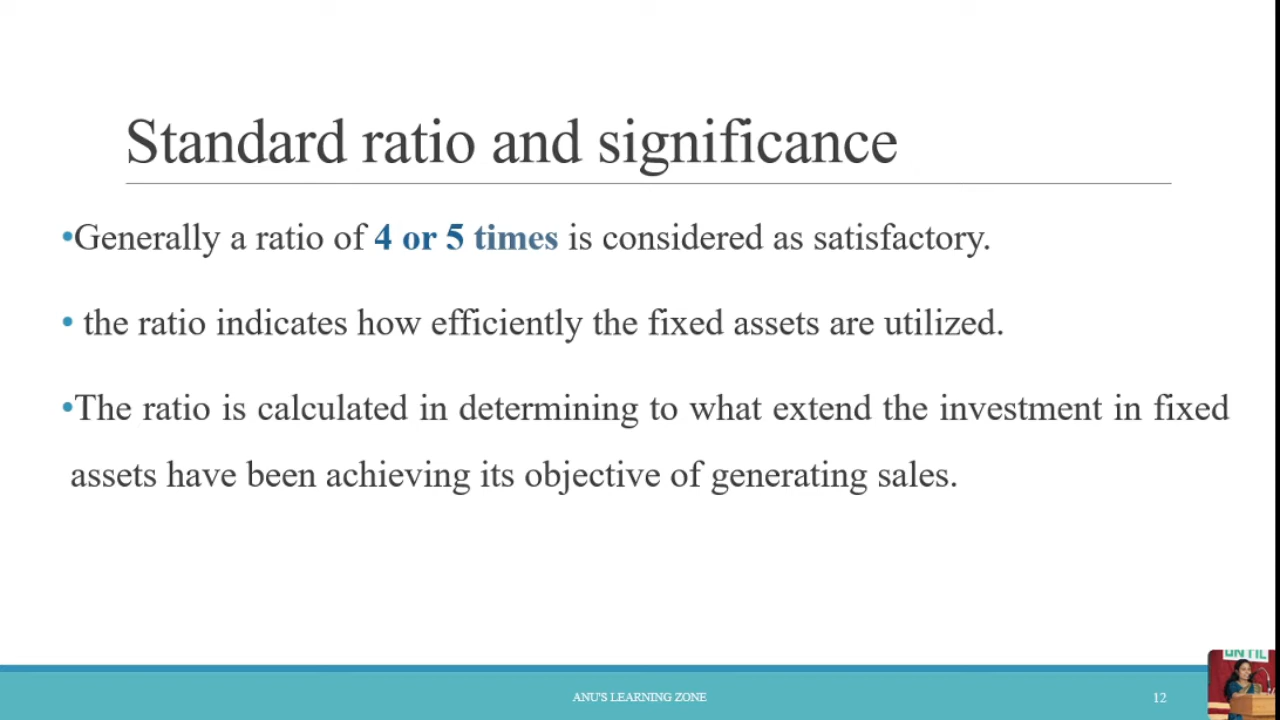 Standard ratio and significance
•Generally a ratio of 4 or 5 times is considered as satisfactory.
• the ratio indicates how efficiently the fixed assets are utilized.
•The ratio is calculated in determining to what extend the investment in fixed
assets have been achieving its objective of generating sales.
ANU'S LEARNING ZONE
12